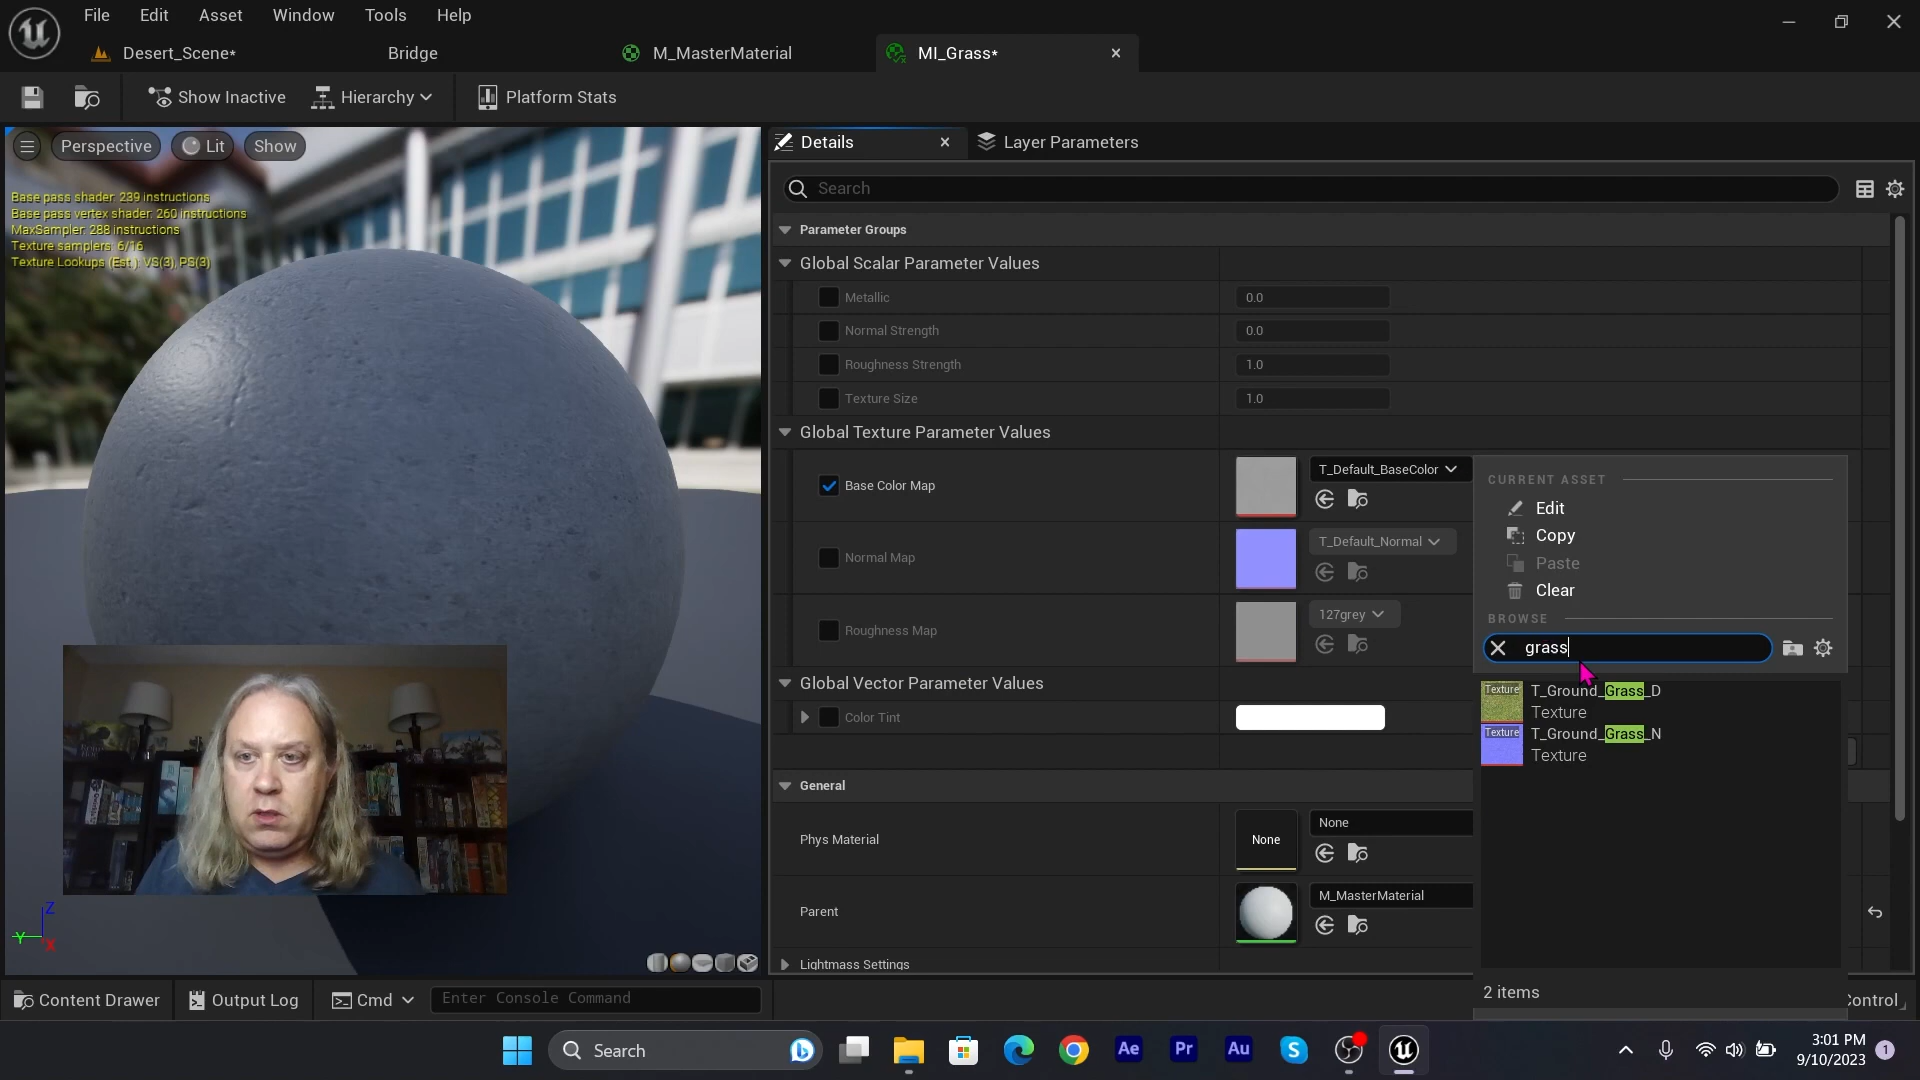 File Edit Asset Window Tools Help
Desert_Scene* Bridge M_MasterMaterial MI_Grass*
Show Inactive Hierarchy Platform Stats
Perspective Lit Show
Base pass shader: 239 instructions
Base pass vertex shader: 260 instructions
MaxSampler: 288 instructions
Texture samplers: 6/16
Texture Lookups (Est.): VS(3), PS(3)
Z
Y
X
Details Layer Parameters
Search
Parameter Groups
Global Scalar Parameter Values
Metallic 0.0
Normal Strength 0.0
Roughness Strength 1.0
Texture Size 1.0
Global Texture Parameter Values
Base Color Map T_Default_BaseColor
Normal Map T_Default_Normal
Roughness Map 127grey
Global Vector Parameter Values
Color Tint
General
Phys Material None None
Parent M_MasterMaterial
Lightmass Settings
CURRENT ASSET
Edit
Copy
Paste
Clear
BROWSE
grass
Texture T_Ground_Grass_D
Texture
Texture T_Ground_Grass_N
Texture
2 items
Content Drawer Output Log Cmd Enter Console Command Control
Search Ae Pr Au S
3:01 PM
9/10/2023 1